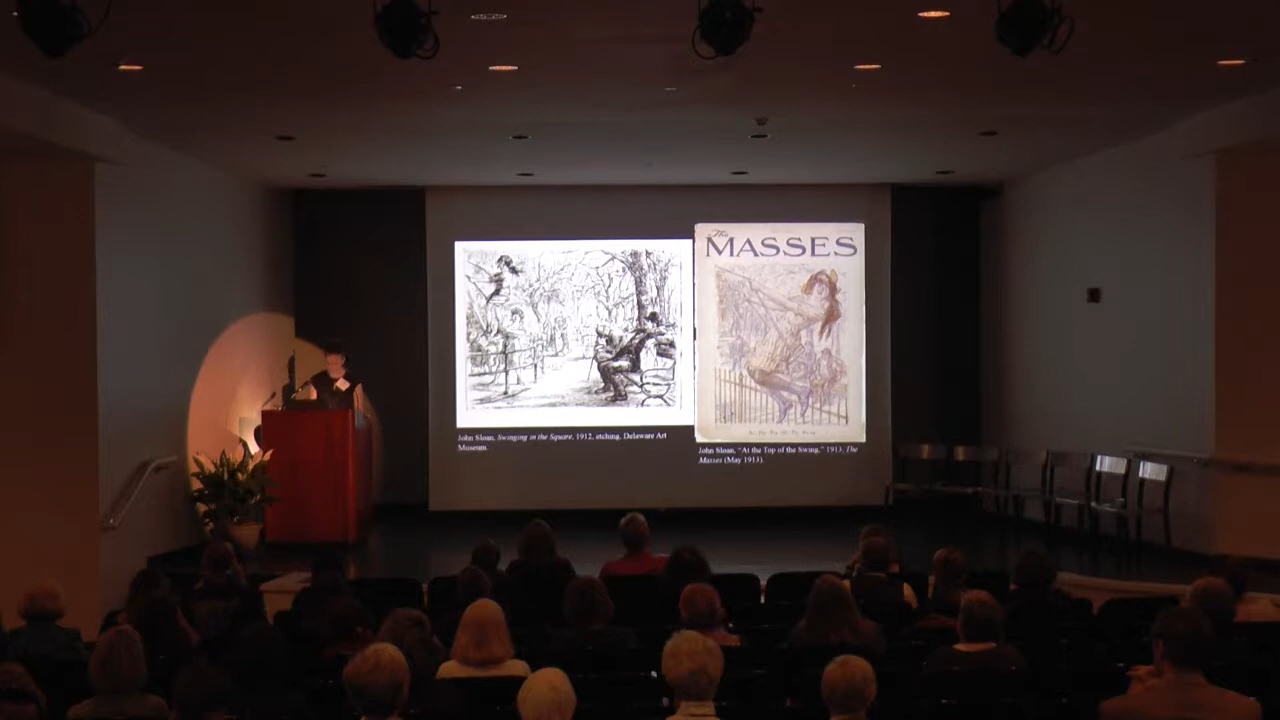 The
MASSES
John Sloan, Swinging in the Square, 1912, etching, Delaware Art
Museum.
John Sloan, "At the Top of the Swing," 1913, The
Masses (May 1913).